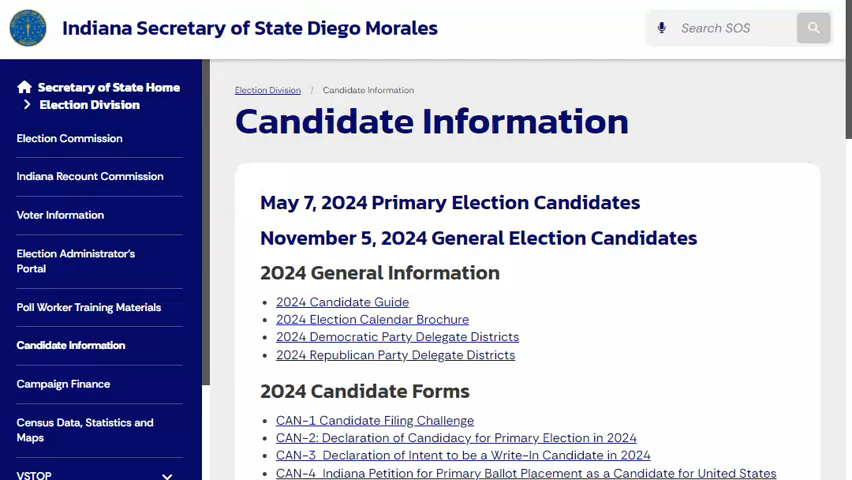 Indiana Secretary of State Diego Morales
Search SOS
Secretary of State Home
Election Division
Election Commission
Indiana Recount Commission
Voter Information
Election Administrator's
Portal
Poll Worker Training Materials
Candidate Information
Campaign Finance
Census Data, Statistics and
Maps
VSTOP
Election Division / Candidate Information
Candidate Information
May 7, 2024 Primary Election Candidates
November 5, 2024 General Election Candidates
2024 General Information
2024 Candidate Guide
2024 Election Calendar Brochure
2024 Democratic Party Delegate Districts
2024 Republican Party Delegate Districts
2024 Candidate Forms
CAN-1 Candidate Filing Challenge
CAN-2: Declaration of Candidacy for Primary Election in 2024
CAN-3 Declaration of Intent to be a Write-In Candidate in 2024
CAN-4 Indiana Petition for Primary Ballot Placement as a Candidate for United States